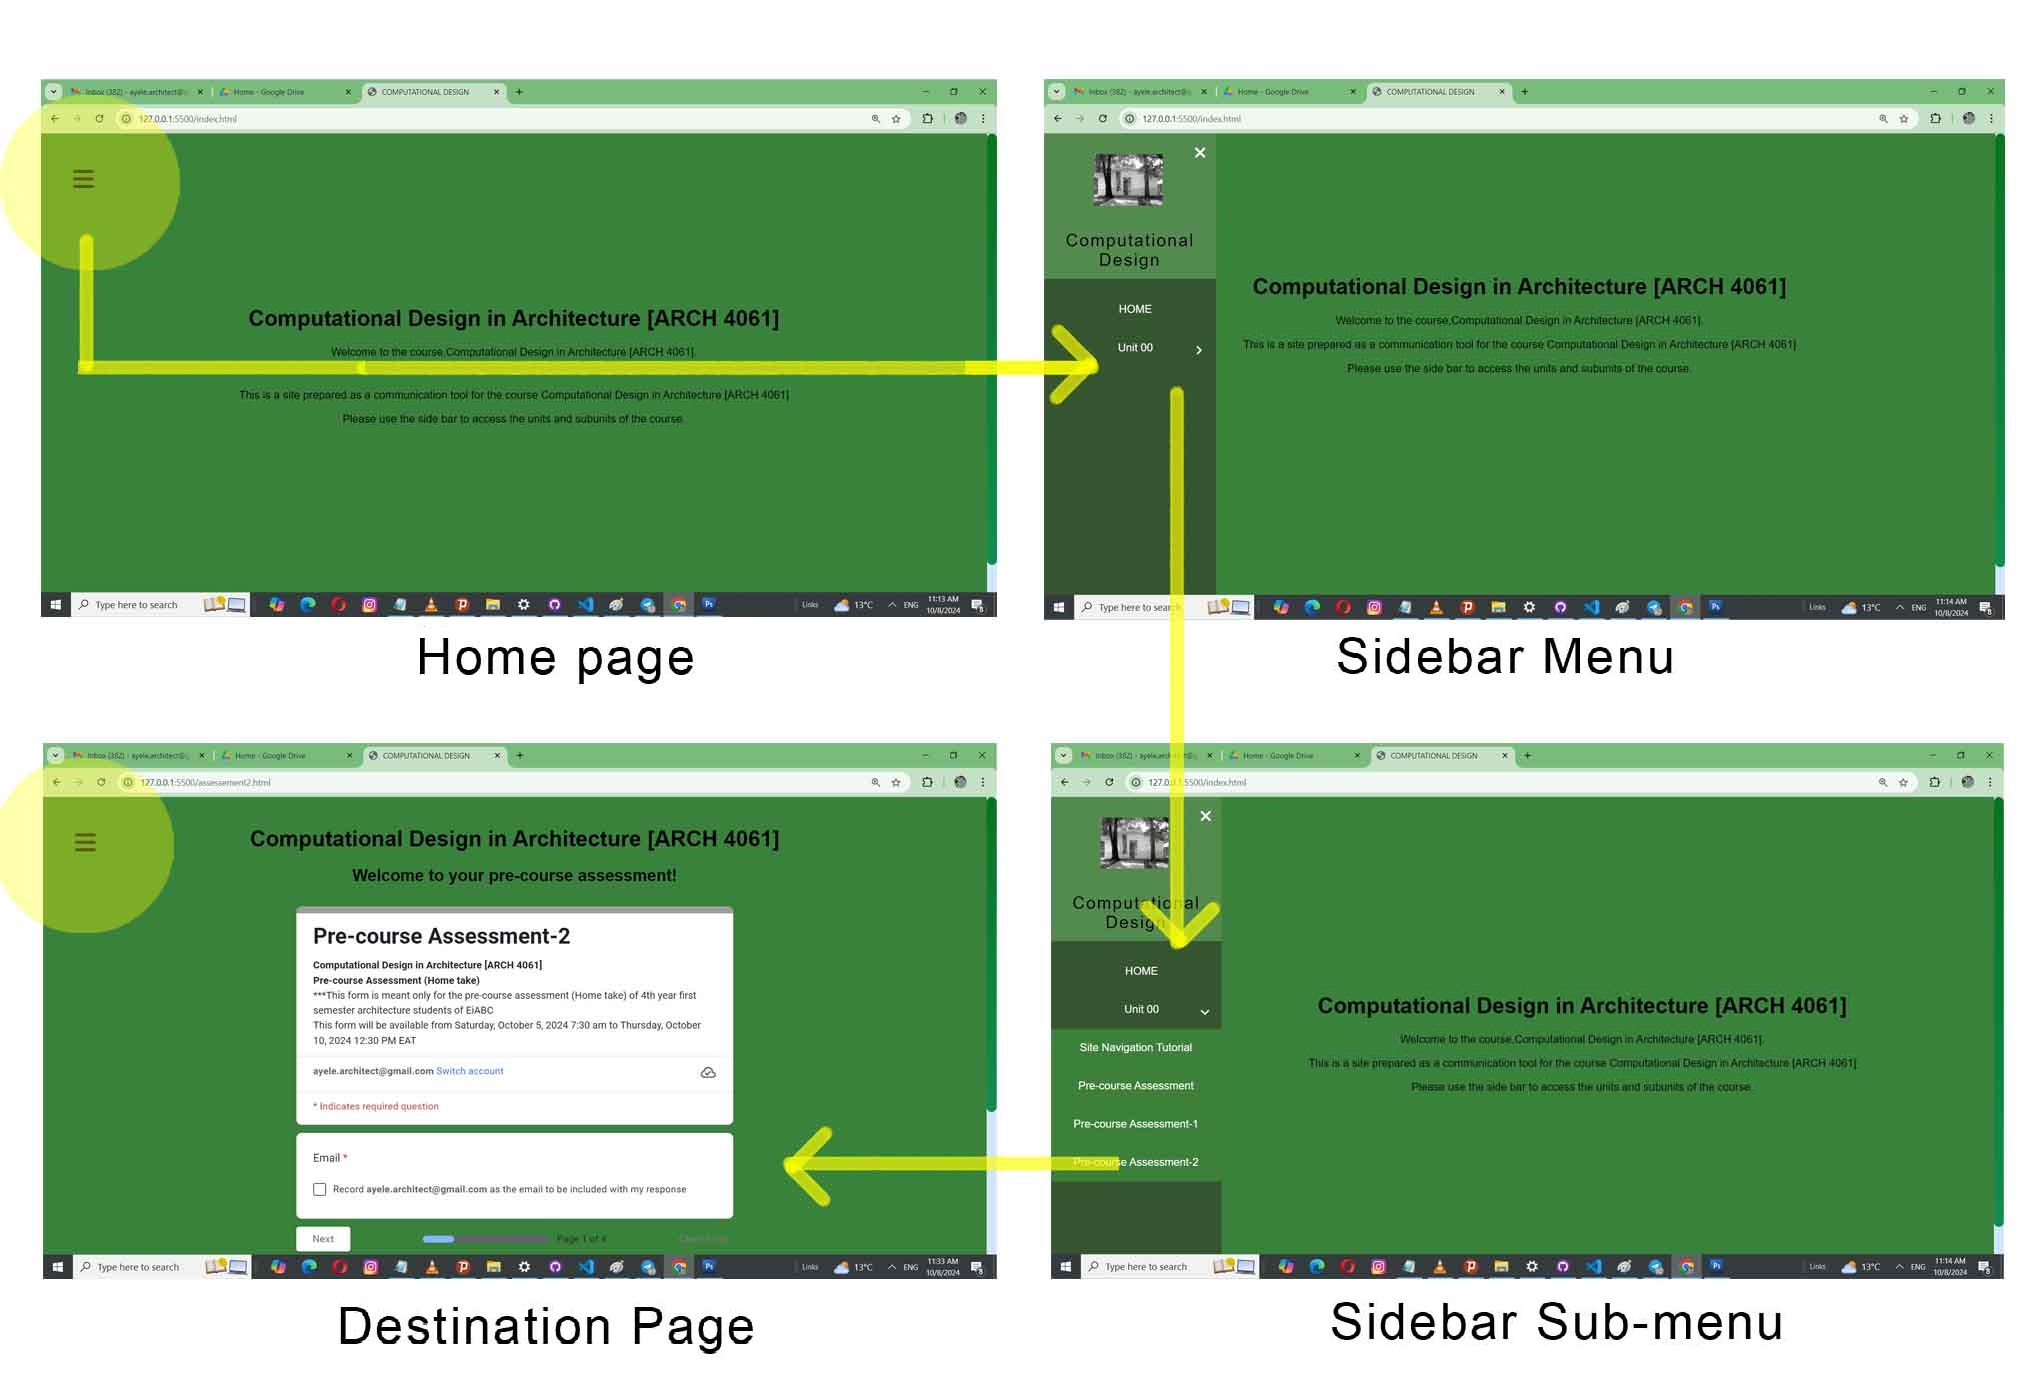 Inbox (382) - ayele.architect@g
Home - Google Drive
COMPUTATIONAL DESIGN
127.0.0.1:5500/index.html
Computational Design in Architecture [ARCH 4061]
Welcome to the course,Computational Design in Architecture [ARCH 4061].
This is a site prepared as a communication tool for the course Computational Design in Architecture [ARCH 4061]
Please use the side bar to access the units and subunits of the course.
Type here to search
Links
13°C
ENG
11:13 AM
10/8/2024
Home page
Inbox (382) - ayele.architect@g
Home - Google Drive
COMPUTATIONAL DESIGN
127.0.0.1:5500/index.html
Computational
Design
HOME
Unit 00
Computational Design in Architecture [ARCH 4061]
Welcome to the course,Computational Design in Architecture [ARCH 4061].
This is a site prepared as a communication tool for the course Computational Design in Architecture [ARCH 4061]
Please use the side bar to access the units and subunits of the course.
Type here to search
Ps
Links
13°C
ENG
11:14 AM
10/8/2024
Sidebar Menu
Inbox (382) - ayele.architect@g
Home - Google Drive
COMPUTATIONAL DESIGN
127.0.0.1:5500/assessement2.html
Computational Design in Architecture [ARCH 4061]
Welcome to your pre-course assessment!
Pre-course Assessment-2
Computational Design in Architecture [ARCH 4061]
Pre-course Assessment (Home take)
***This form is meant only for the pre-course assessment (Home take) of 4th year first
semester architecture students of EiABC
This form will be available from Saturday, October 5, 2024 7:30 am to Thursday, October
10, 2024 12:30 PM EAT
ayele.architect@gmail.com Switch account
* Indicates required question
Email *
Record ayele.architect@gmail.com as the email to be included with my response
Next
Page 1 of 4
Type here to search
Ps
Links
13°C
ENG
11:33 AM
10/8/2024
Destination Page
Inbox (382) - ayele.architect@g
Home - Google Drive
COMPUTATIONAL DESIGN
127.0.0.1:5500/index.html
Computational
Design
HOME
Unit 00
Site Navigation Tutorial
Pre-course Assessment
Pre-course Assessment-1
Pre-course Assessment-2
Computational Design in Architecture [ARCH 4061]
Welcome to the course,Computational Design in Architecture [ARCH 4061].
This is a site prepared as a communication tool for the course Computational Design in Architecture [ARCH 4061]
Please use the side bar to access the units and subunits of the course.
Type here to search
Ps
Links
13°C
ENG
11:14 AM
10/8/2024
Sidebar Sub-menu